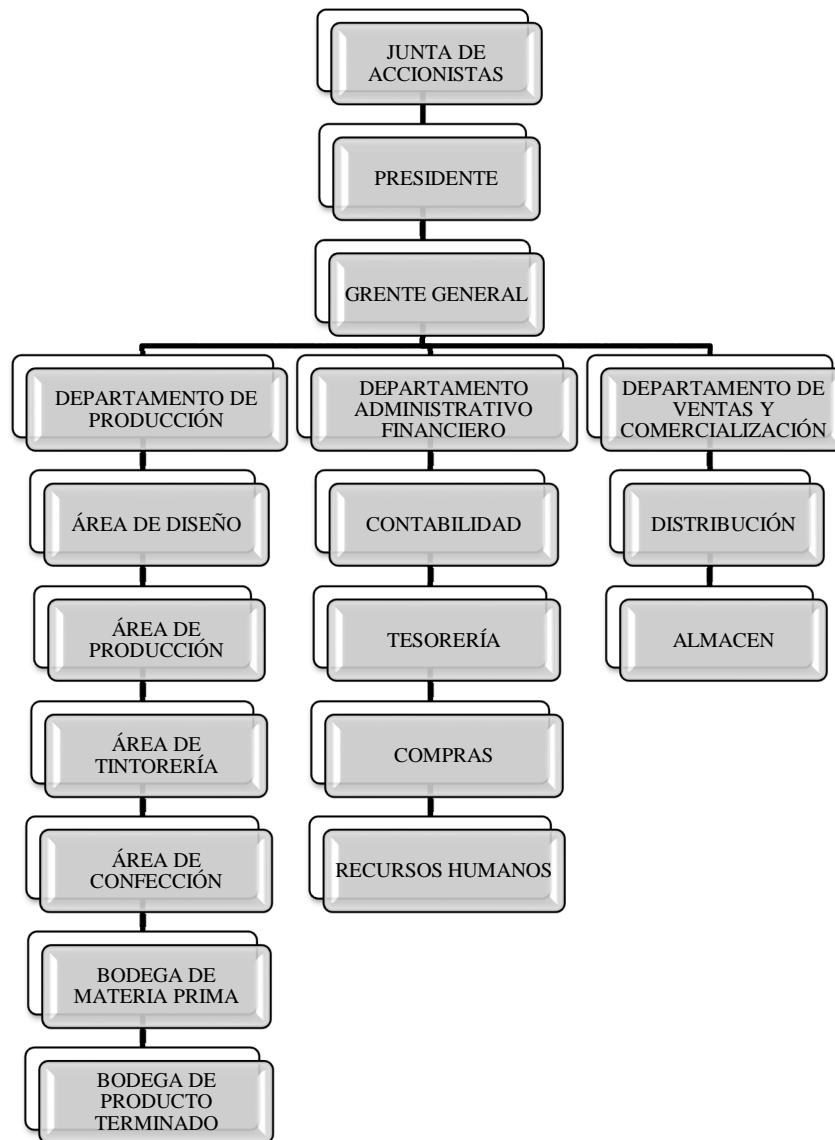 JUNTA DE
ACCIONISTAS
PRESIDENTE
GRENTE GENERAL
DEPARTAMENTO DE
PRODUCCIÓN
DEPARTAMENTO
ADMINISTRATIVO
FINANCIERO
DEPARTAMENTO DE
VENTAS Y
COMERCIALIZACIÓN
ÁREA DE DISEÑO
CONTABILIDAD
DISTRIBUCIÓN
ÁREA DE
PRODUCCIÓN
TESORERÍA
ALMACEN
ÁREA DE
TINTORERÍA
COMPRAS
ÁREA DE
CONFECCIÓN
RECURSOS HUMANOS
BODEGA DE
MATERIA PRIMA
BODEGA DE
PRODUCTO
TERMINADO